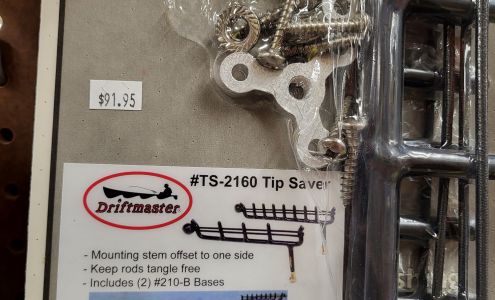 $91.95
#TS-2160 Tip Saver
Driftmaster
- Mounting stem offset to one side
- Keep rods tangle free
- Includes (2) #210-B Bases